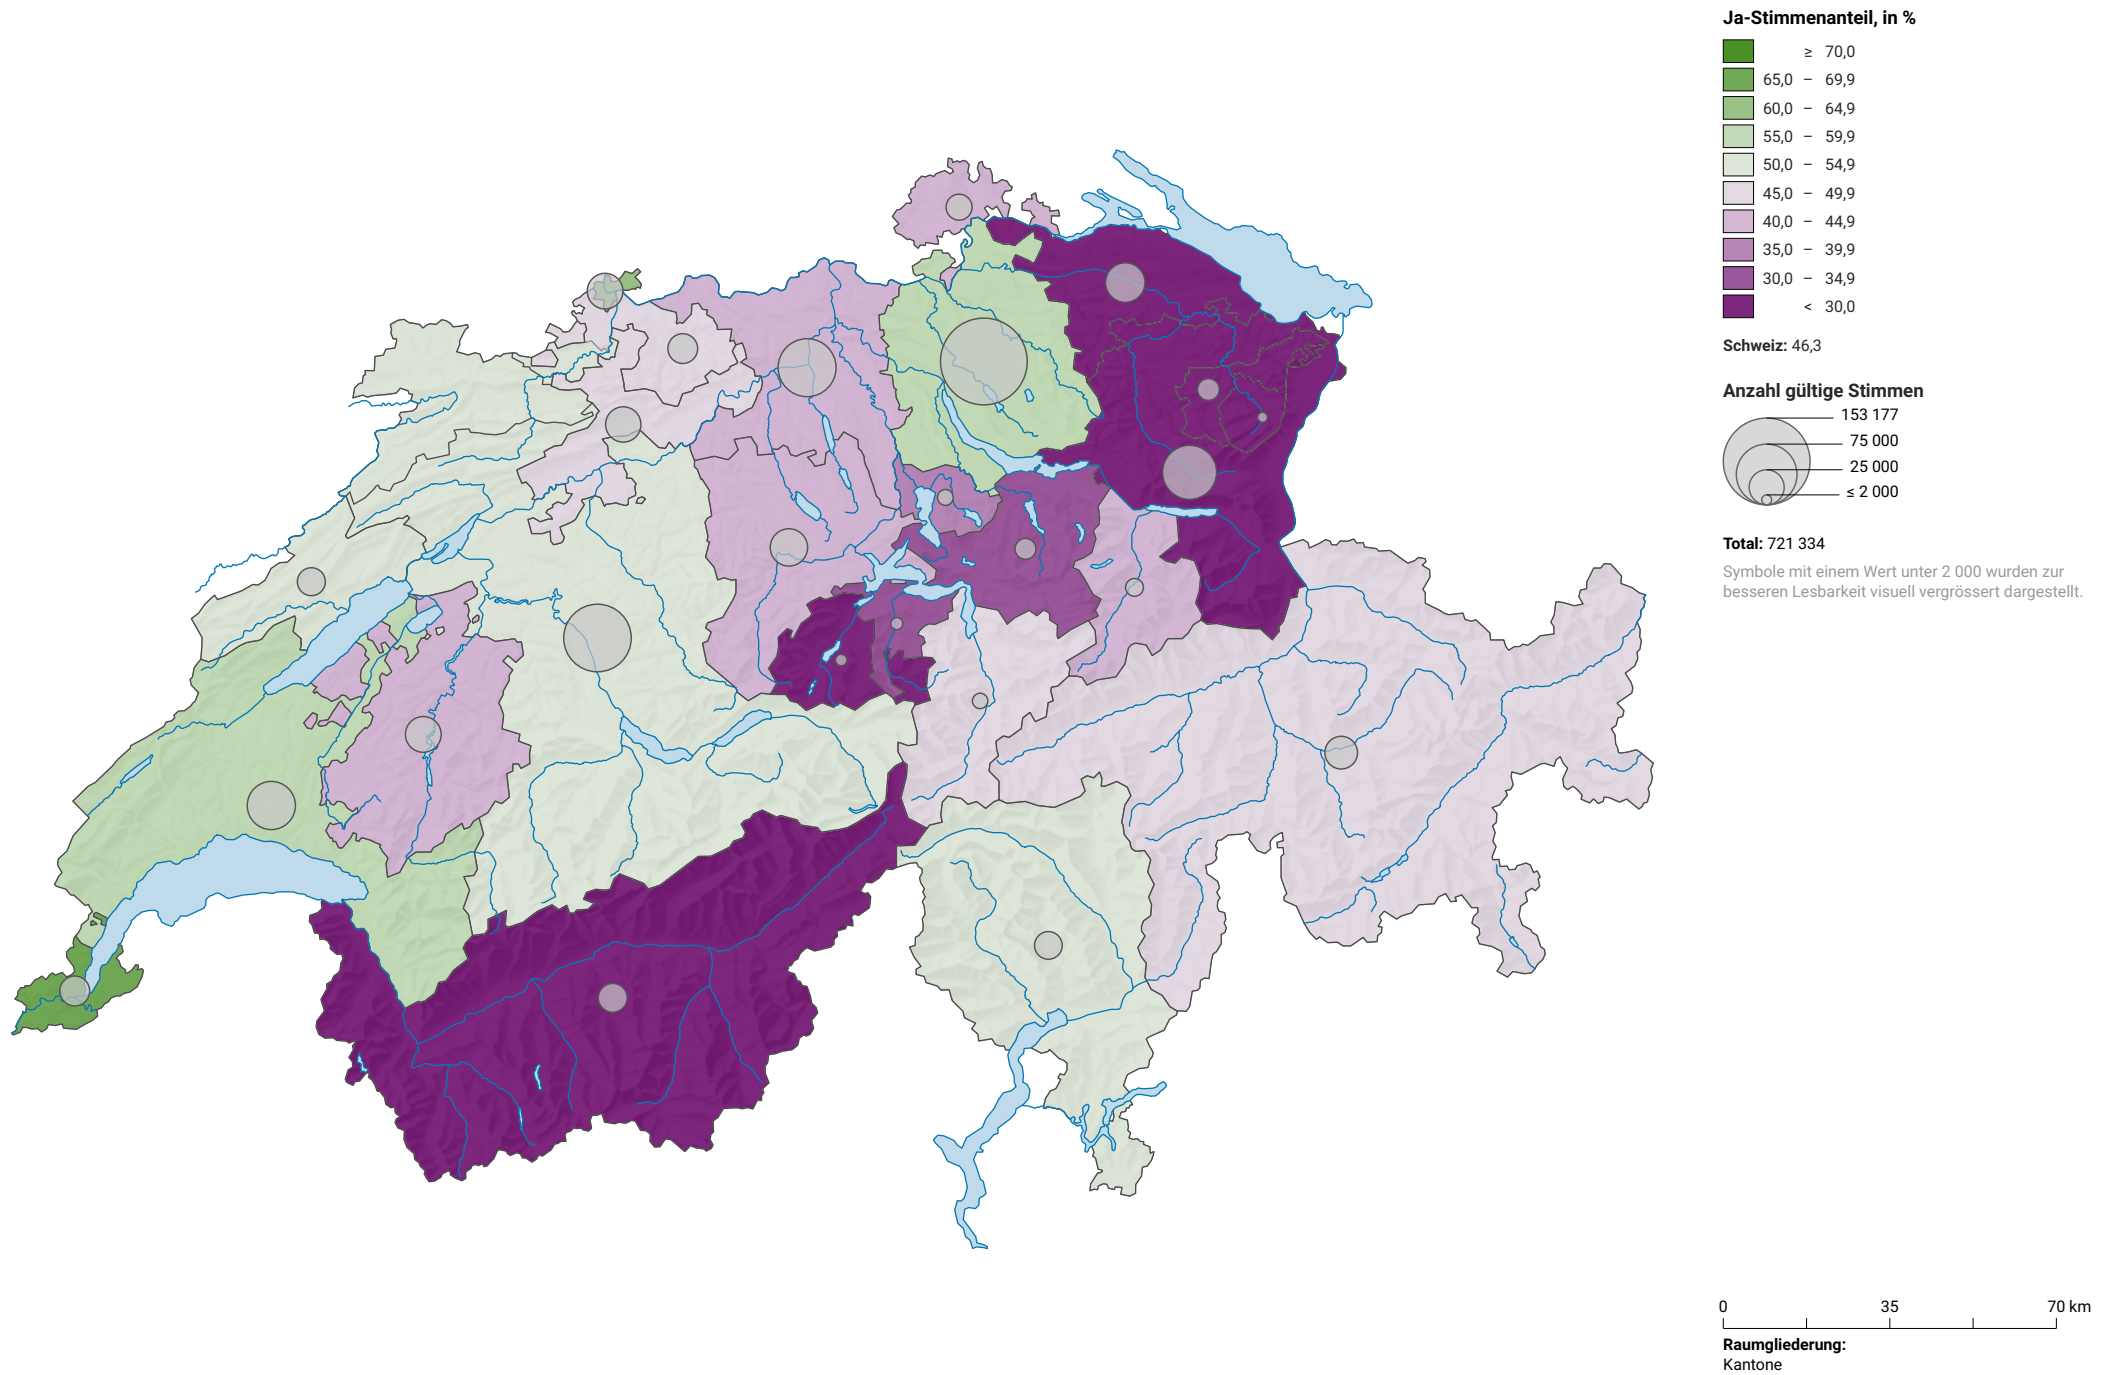 Ja-Stimmenanteil, in %
≥ 70,0
65,0 – 69,9
60,0 – 64,9
55,0 – 59,9
50,0 – 54,9
45,0 – 49,9
40,0 – 44,9
35,0 – 39,9
30,0 – 34,9
< 30,0
Schweiz: 46,3
Anzahl gültige Stimmen
153 177
75 000
25 000
≤ 2 000
Total: 721 334
Symbole mit einem Wert unter 2 000 wurden zur
besseren Lesbarkeit visuell vergrössert dargestellt.
0 35 70 km
Raumgliederung:
Kantone